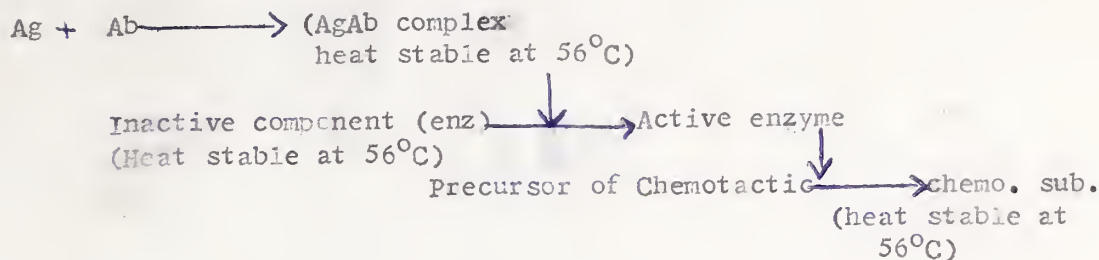 Ag + Ab (AgAb complex
heat stable at 56°C)
Inactive compcnent (enz) Active enzyme
(Heat stable at 56°C)
Precursor of Chemotactic chemo. sub.
(heat stable at
56°C)